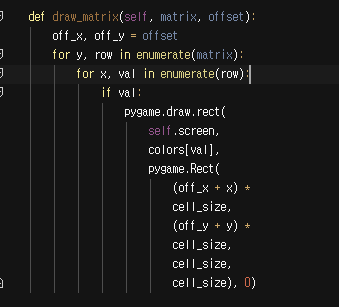 def draw_matrix(self, matrix, offset):
off_x, off_y = offset
for y, row in enumerate(matrix):
for x, val in enumerate(row):
if val:
pygame.draw.rect(
self.screen,
colors[val],
pygame.Rect(
(off_x + x) *
cell_size,
(off_y + y) *
cell_size,
cell_size,
cell_size), 0)